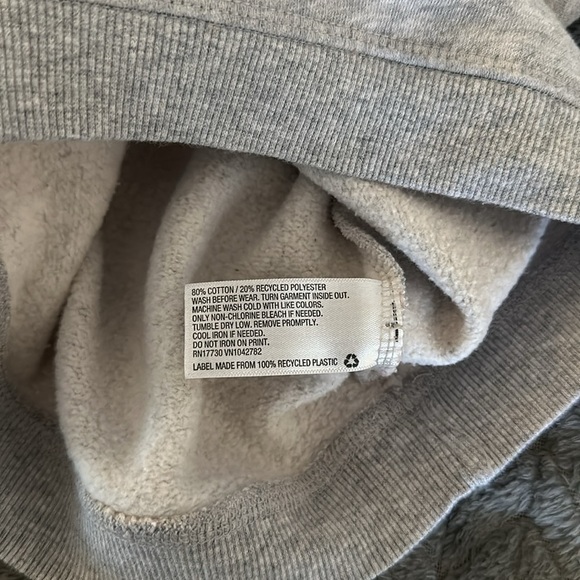 80% COTTON / 20% RECYCLED POLYESTER
WASH BEFORE WEAR. TURN GARMENT INSIDE OUT.
MACHINE WASH COLD WITH LIKE COLORS.
ONLY NON-CHLORINE BLEACH IF NEEDED.
TUMBLE DRY LOW. REMOVE PROMPTLY.
COOL IRON IF NEEDED.
DO NOT IRON ON PRINT.
RN17730 VN1042782
LABEL MADE FROM 100% RECYCLED PLASTIC